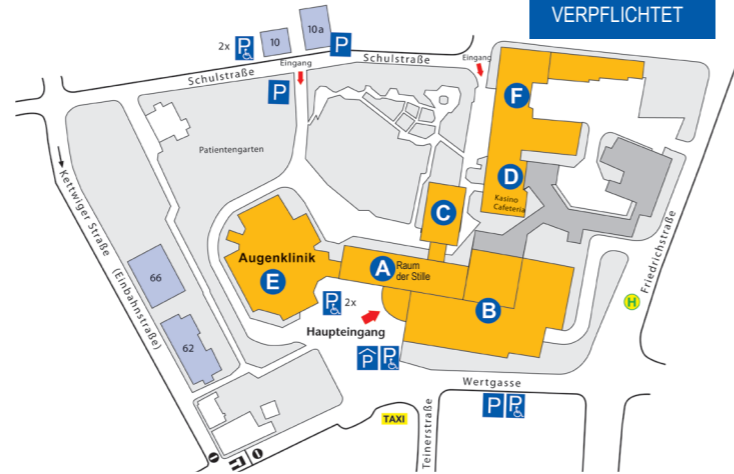 VERPFLICHTET
10a
10
2x
P
P
Eingang
Schulstraße
Schulstraße
Eingang
P
F
Patientengarten
D
Kasino
Cafeteria
C
Kettwiger Straße
(Einbahnstraße)
Friedrichstraße
Augenklinik
E
A
Raum
der Stille
66
P
2x
B
H
Haupteingang
62
P
P
Wertgasse
P
P
TAXI
Teinerstraße